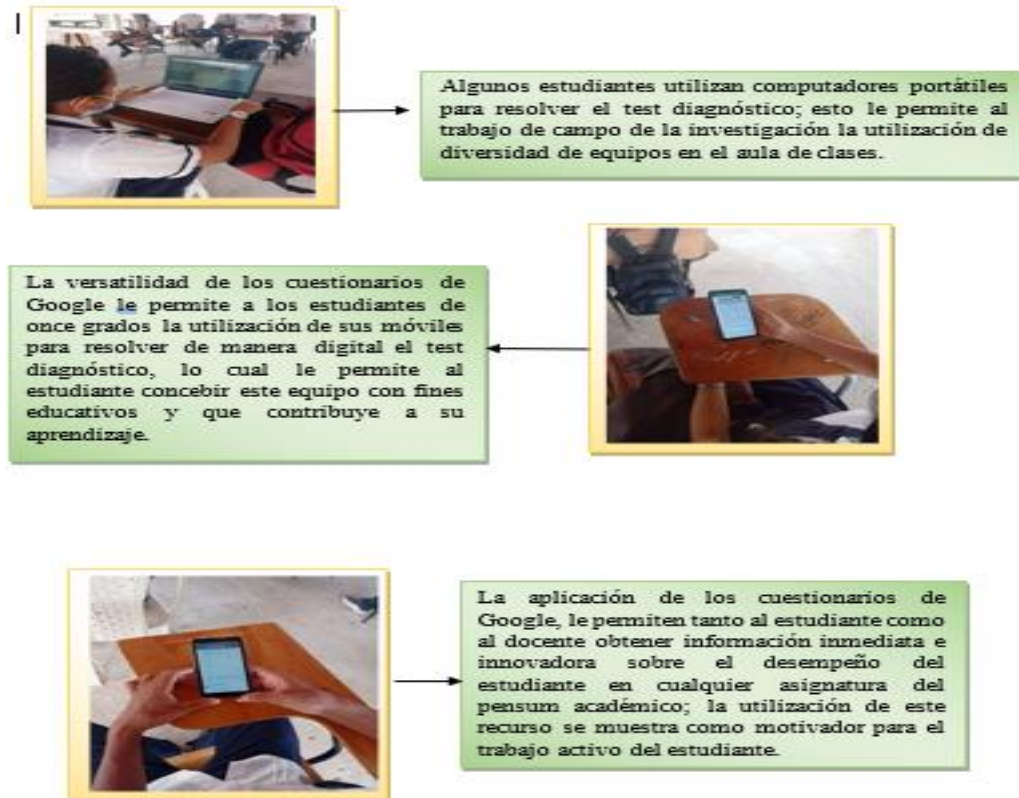 Algunos estudiantes utilizan computadores portátiles
para resolver el test diagnóstico; esto le permite al
trabajo de campo de la investigación la utilización de
diversidad de equipos en el aula de clases.
La versatilidad de los cuestionarios de
Google le permite a los estudiantes de
once grados la utilización de sus móviles
para resolver de manera digital el test
diagnóstico, lo cual le permite al
estudiante concebir este equipo con fines
educativos y que contribuye a su
aprendizaje.
La aplicación de los cuestionarios de
Google, le permiten tanto al estudiante como
al docente obtener información inmediata e
innovadora sobre el desempeño del
estudiante en cualquier asignatura del
pensum académico; la utilización de este
recurso se muestra como motivador para el
trabajo activo del estudiante.